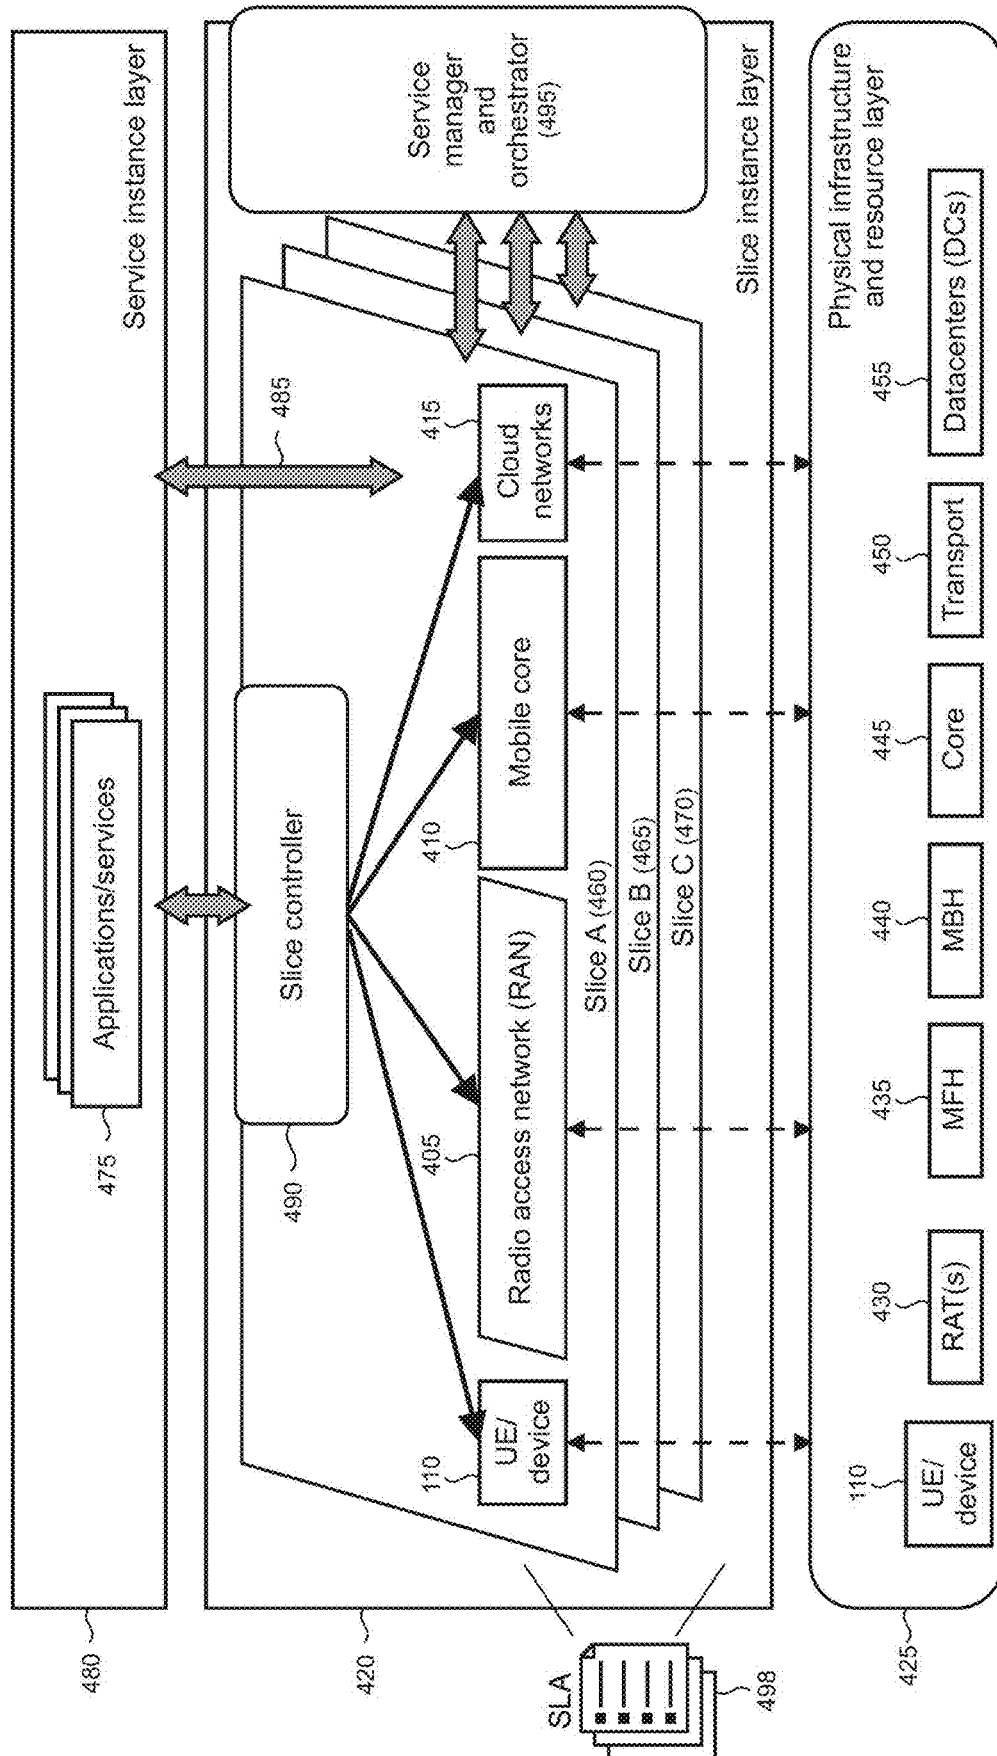 480
Service instance layer
475
Applications/services
485
420
Slice instance layer
490
Slice controller
Service
manager
and
orchestrator
(495)
110
UE/
device
405
Radio access network (RAN)
410
Mobile core
415
Cloud
networks
Slice A (460)
Slice B (465)
Slice C (470)
SLA
498
425
Physical infrastructure
and resource layer
110
UE/
device
430
RAT(s)
435
MFH
440
MBH
445
Core
450
Transport
455
Datacenters (DCs)